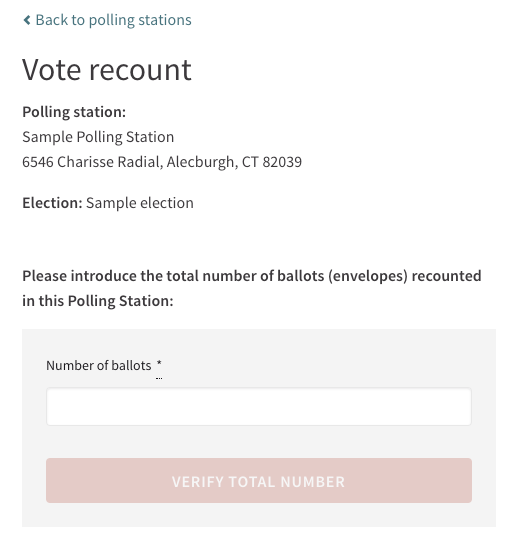 Back to polling stations
Vote recount
Polling station:
Sample Polling Station
6546 Charisse Radial, Alecburgh, CT 82039
Election: Sample election
Please introduce the total number of ballots (envelopes) recounted
in this Polling Station:
Number of ballots *
VERIFY TOTAL NUMBER